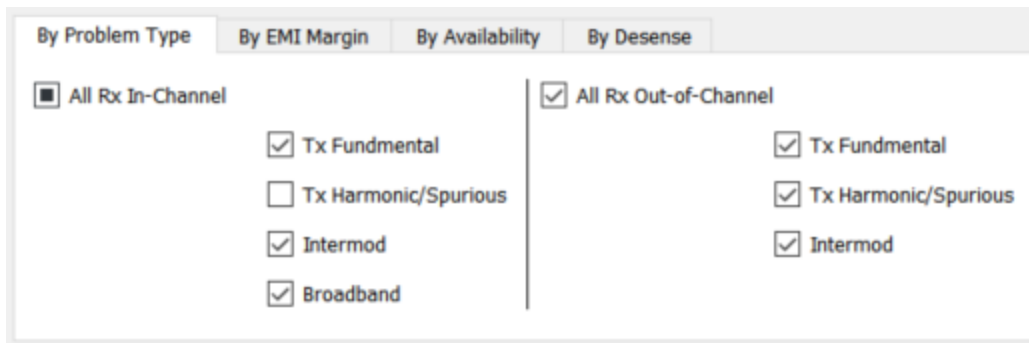 By Problem Type By EMI Margin By Availability By Desense
All Rx In-Channel
Tx Fundmental
Tx Harmonic/Spurious
Intermod
Broadband
All Rx Out-of-Channel
Tx Fundmental
Tx Harmonic/Spurious
Intermod